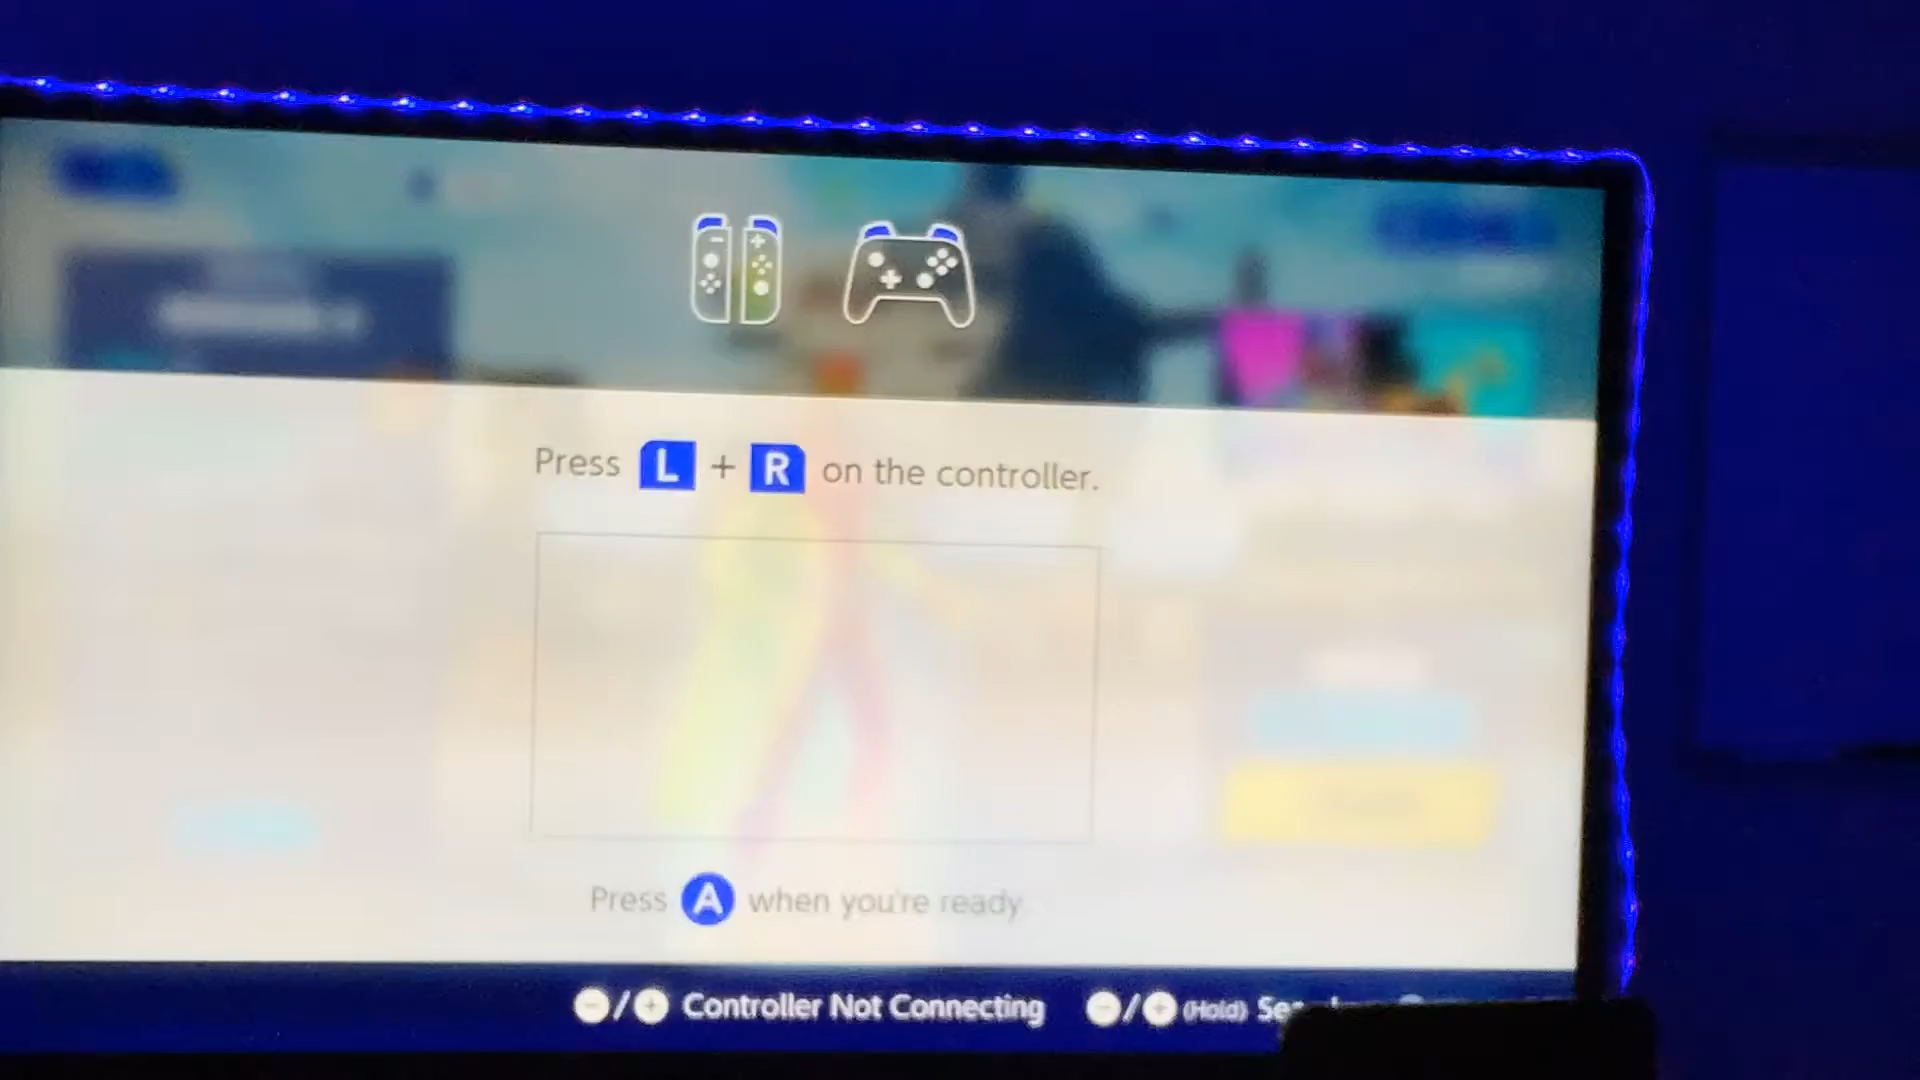 Press L + R on the controller.
Press A when you're ready.
−/+ Controller Not Connecting −/+ (Hold)